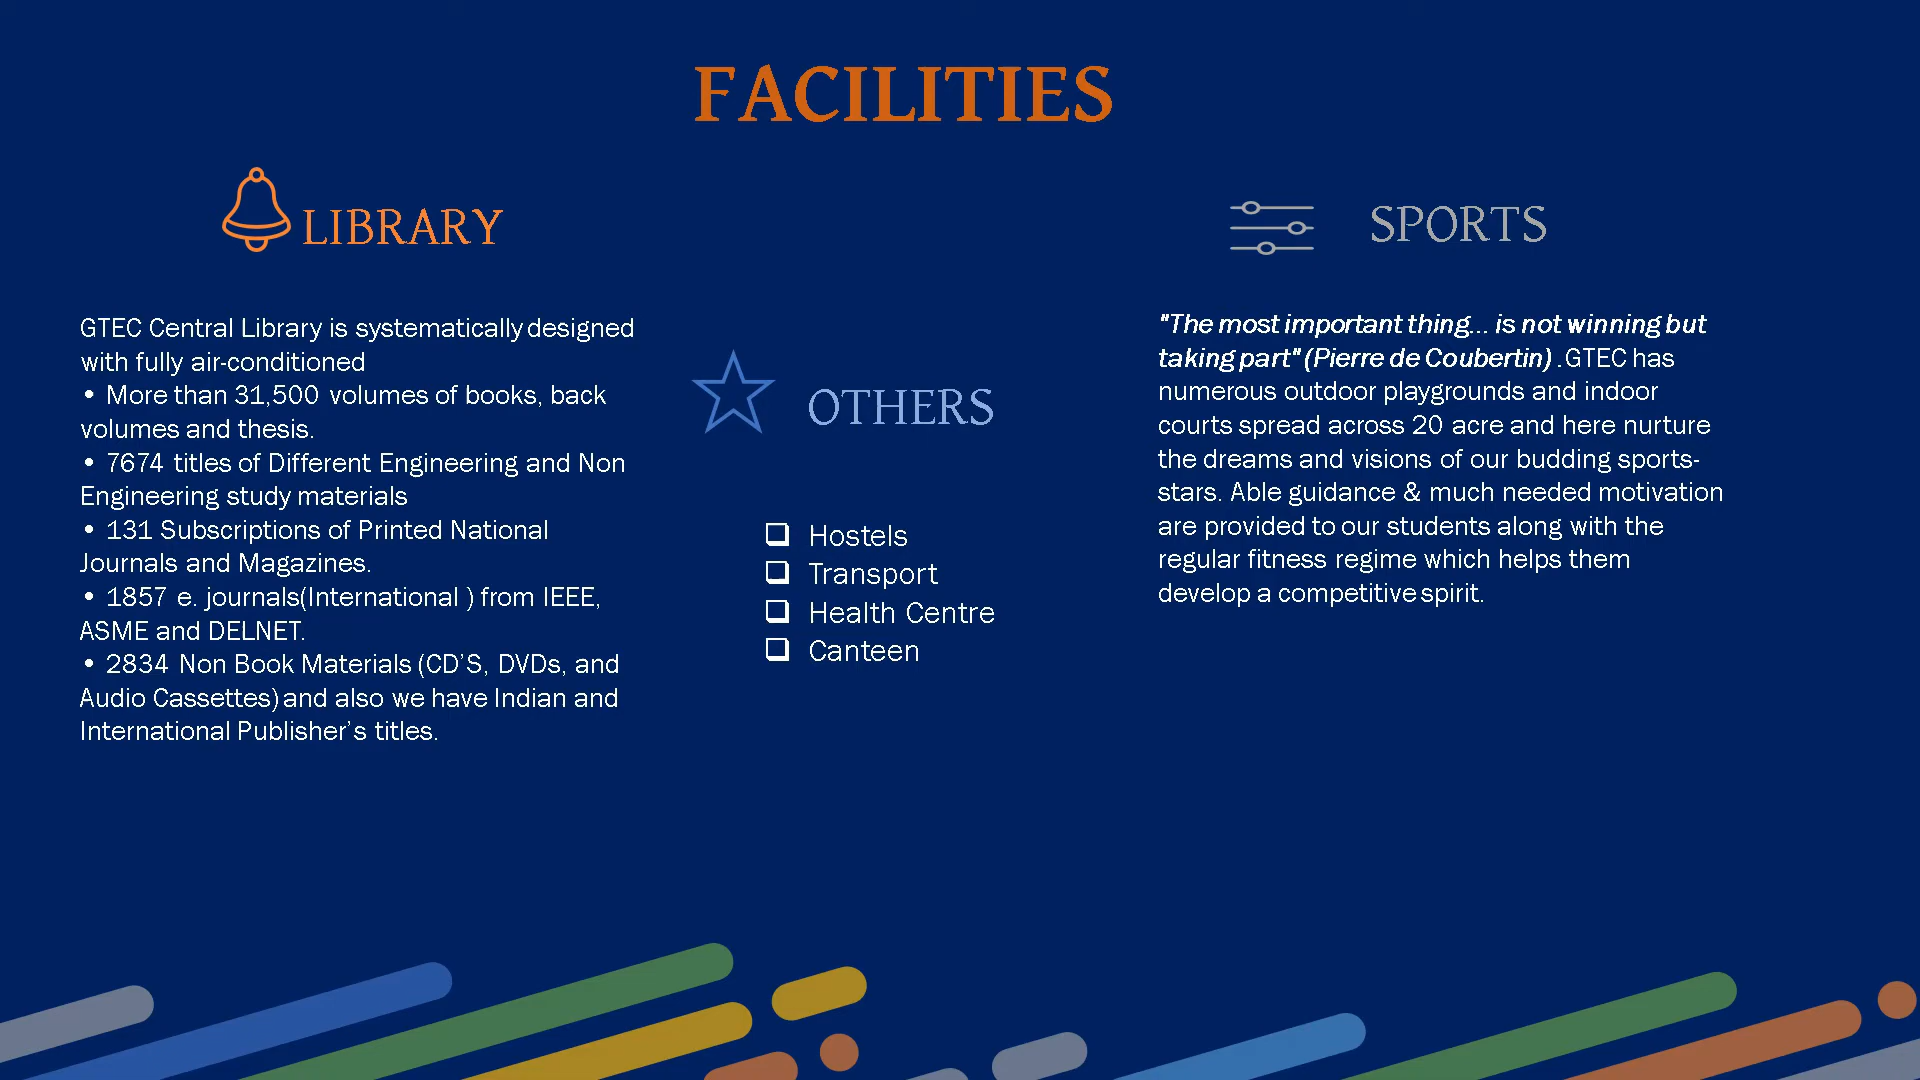 FACILITIES
LIBRARY
GTEC Central Library is systematically designed
with fully air-conditioned
• More than 31,500 volumes of books, back
volumes and thesis.
• 7674 titles of Different Engineering and Non
Engineering study materials
• 131 Subscriptions of Printed National
Journals and Magazines.
• 1857 e. journals(International ) from IEEE,
ASME and DELNET.
• 2834 Non Book Materials (CD’S, DVDs, and
Audio Cassettes) and also we have Indian and
International Publisher’s titles.
OTHERS
❑ Hostels
❑ Transport
❑ Health Centre
❑ Canteen
SPORTS
"The most important thing... is not winning but
taking part" (Pierre de Coubertin) .GTEC has
numerous outdoor playgrounds and indoor
courts spread across 20 acre and here nurture
the dreams and visions of our budding sports-
stars. Able guidance & much needed motivation
are provided to our students along with the
regular fitness regime which helps them
develop a competitive spirit.